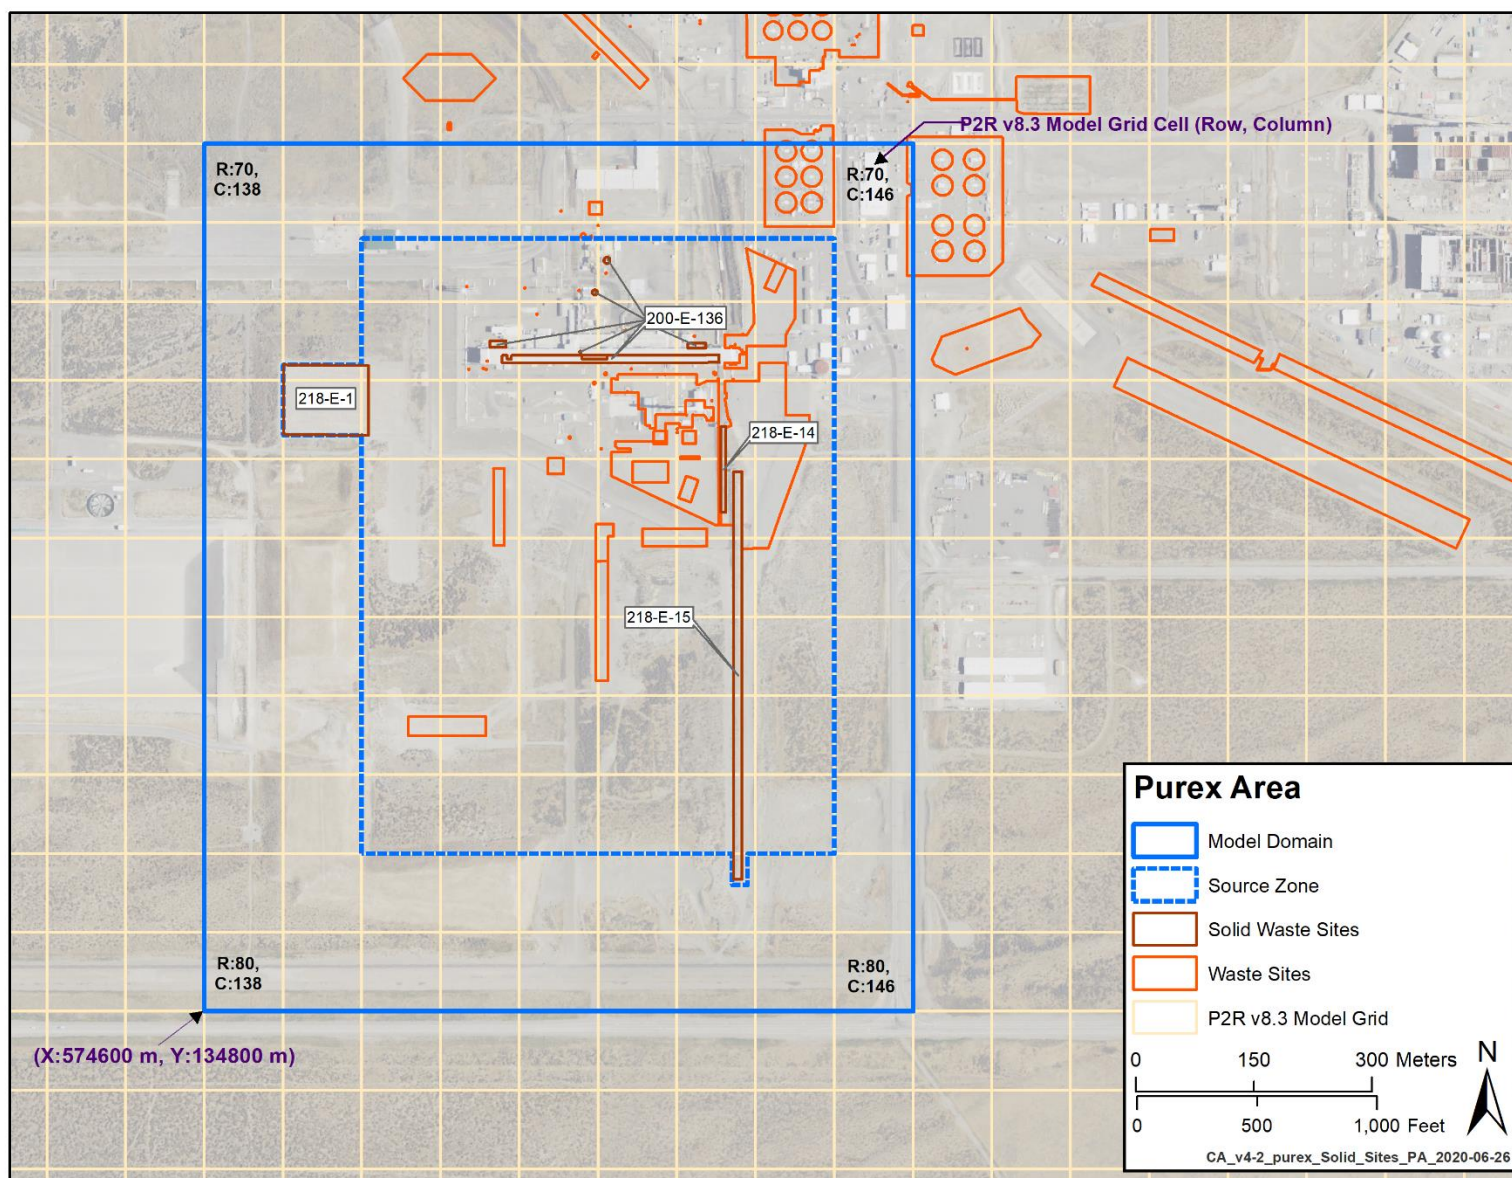 P2R v8.3 Model Grid Cell (Row, Column)
R:70,
C:138
R:70,
C:146
200-E-136
218-E-1
218-E-14
218-E-15
R:80,
C:138
R:80,
C:146
(X:574600 m, Y:134800 m)
Purex Area
Model Domain
Source Zone
Solid Waste Sites
Waste Sites
P2R v8.3 Model Grid
0 150 300 Meters
0 500 1,000 Feet
N
CA_v4-2_purex_Solid_Sites_PA_2020-06-26